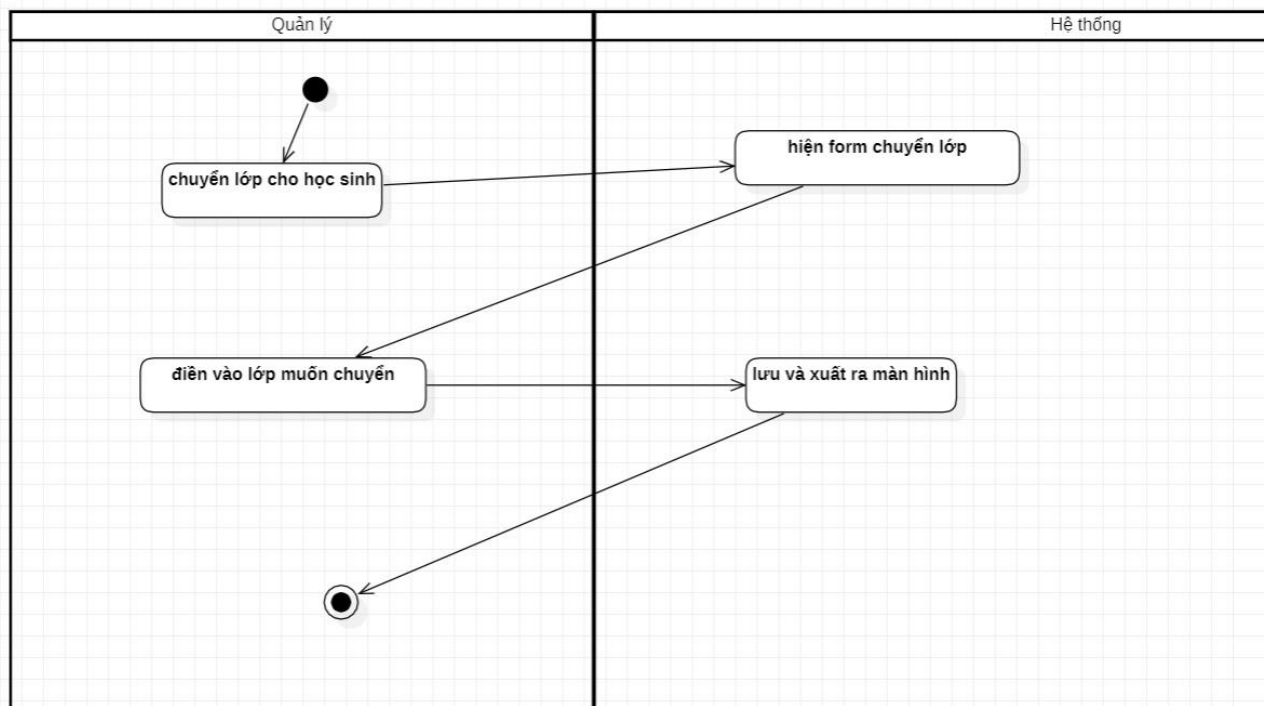 Quản lý
Hệ thống
hiện form chuyển lớp
chuyển lớp cho học sinh
điền vào lớp muốn chuyển
lưu và xuất ra màn hình